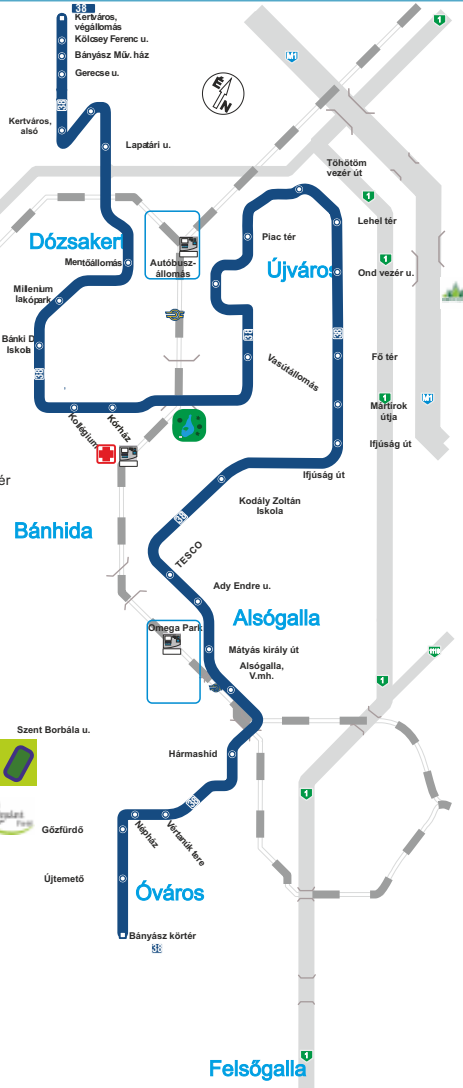 38
Kertváros,
végállomás
Kölcsey Ferenc u.
Bányász Műv. ház
Gerecse u.
38
Kertváros,
alsó
Lapatári u.
É
N
M1
1
Töhötöm
vezér út
1
Lehel tér
Dózsakert
Mentőállomás
Autóbusz-
állomás
Piac tér
Újváros
1
Ond vezér u.
Millenium
lakópark
Bánki D
Iskola
38
38
38
Vasútállomás
Fő tér
1
M1
Mártírok
útja
Kollégium
Kórház
Ifjúság út
Ifjúság út
ér
Kodály Zoltán
Iskola
38
Bánhida
TESCO
Ady Endre u.
Alsógalla
Omega Park
Mátyás király út
Alsógalla,
V.mh.
1
Szent Borbála u.
Hármashíd
38
1
Gőzfürdő
Népház
Vértanúk tere
Újtemető
Óváros
Bányász körtér
38
1
Felsőgalla